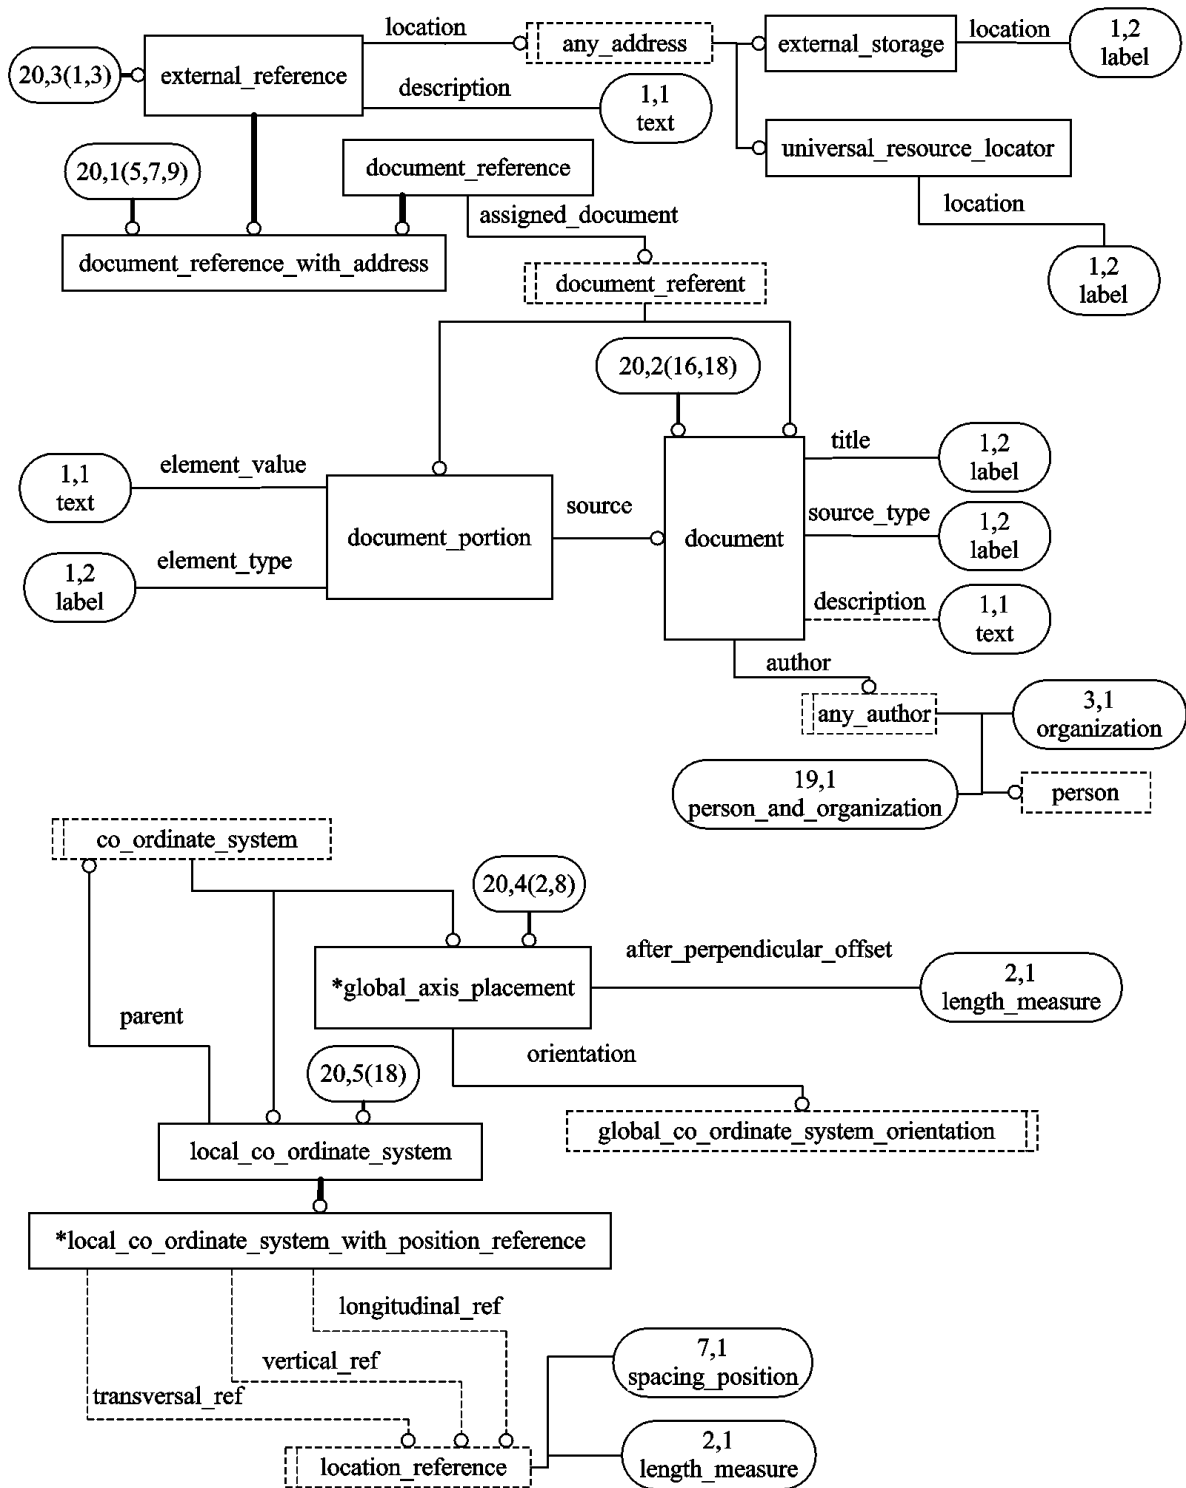 location
any_address
external_storage
location
1,2
label
20,3(1,3)
external_reference
description
1,1
text
20,1(5,7,9)
document_reference
universal_resource_locator
assigned_document
location
document_reference_with_address
document_referent
1,2
label
20,2(16,18)
title
1,2
label
element_value
1,1
text
source
source_type
1,2
label
document_portion
document
element_type
1,2
label
description
1,1
text
author
any_author
3,1
organization
19,1
person_and_organization
person
co_ordinate_system
20,4(2,8)
after_perpendicular_offset
*global_axis_placement
2,1
length_measure
parent
orientation
20,5(18)
global_co_ordinate_system_orientation
local_co_ordinate_system
*local_co_ordinate_system_with_position_reference
longitudinal_ref
7,1
spacing_position
vertical_ref
transversal_ref
2,1
length_measure
location_reference